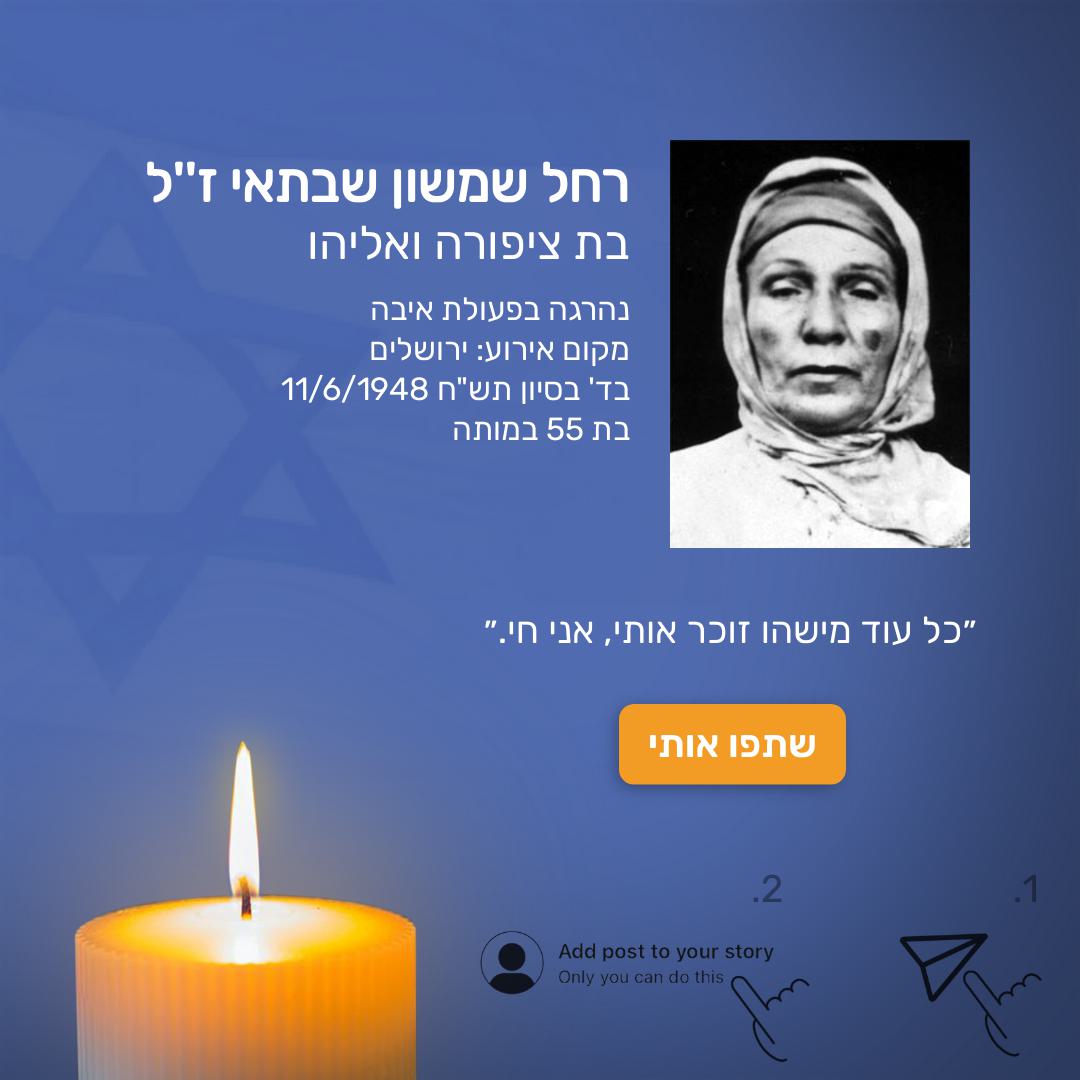 רחל שמשון שבתאי ז''ל
בת ציפורה ואליהו
נהרגה בפעולת איבה
מקום אירוע: ירושלים
בד' בסיון תש"ח 11/6/1948
בת 55 במותה
״כל עוד מישהו זוכר אותי, אני חי.״
שתפו אותי
.1
.2
Add post to your story
Only you can do this